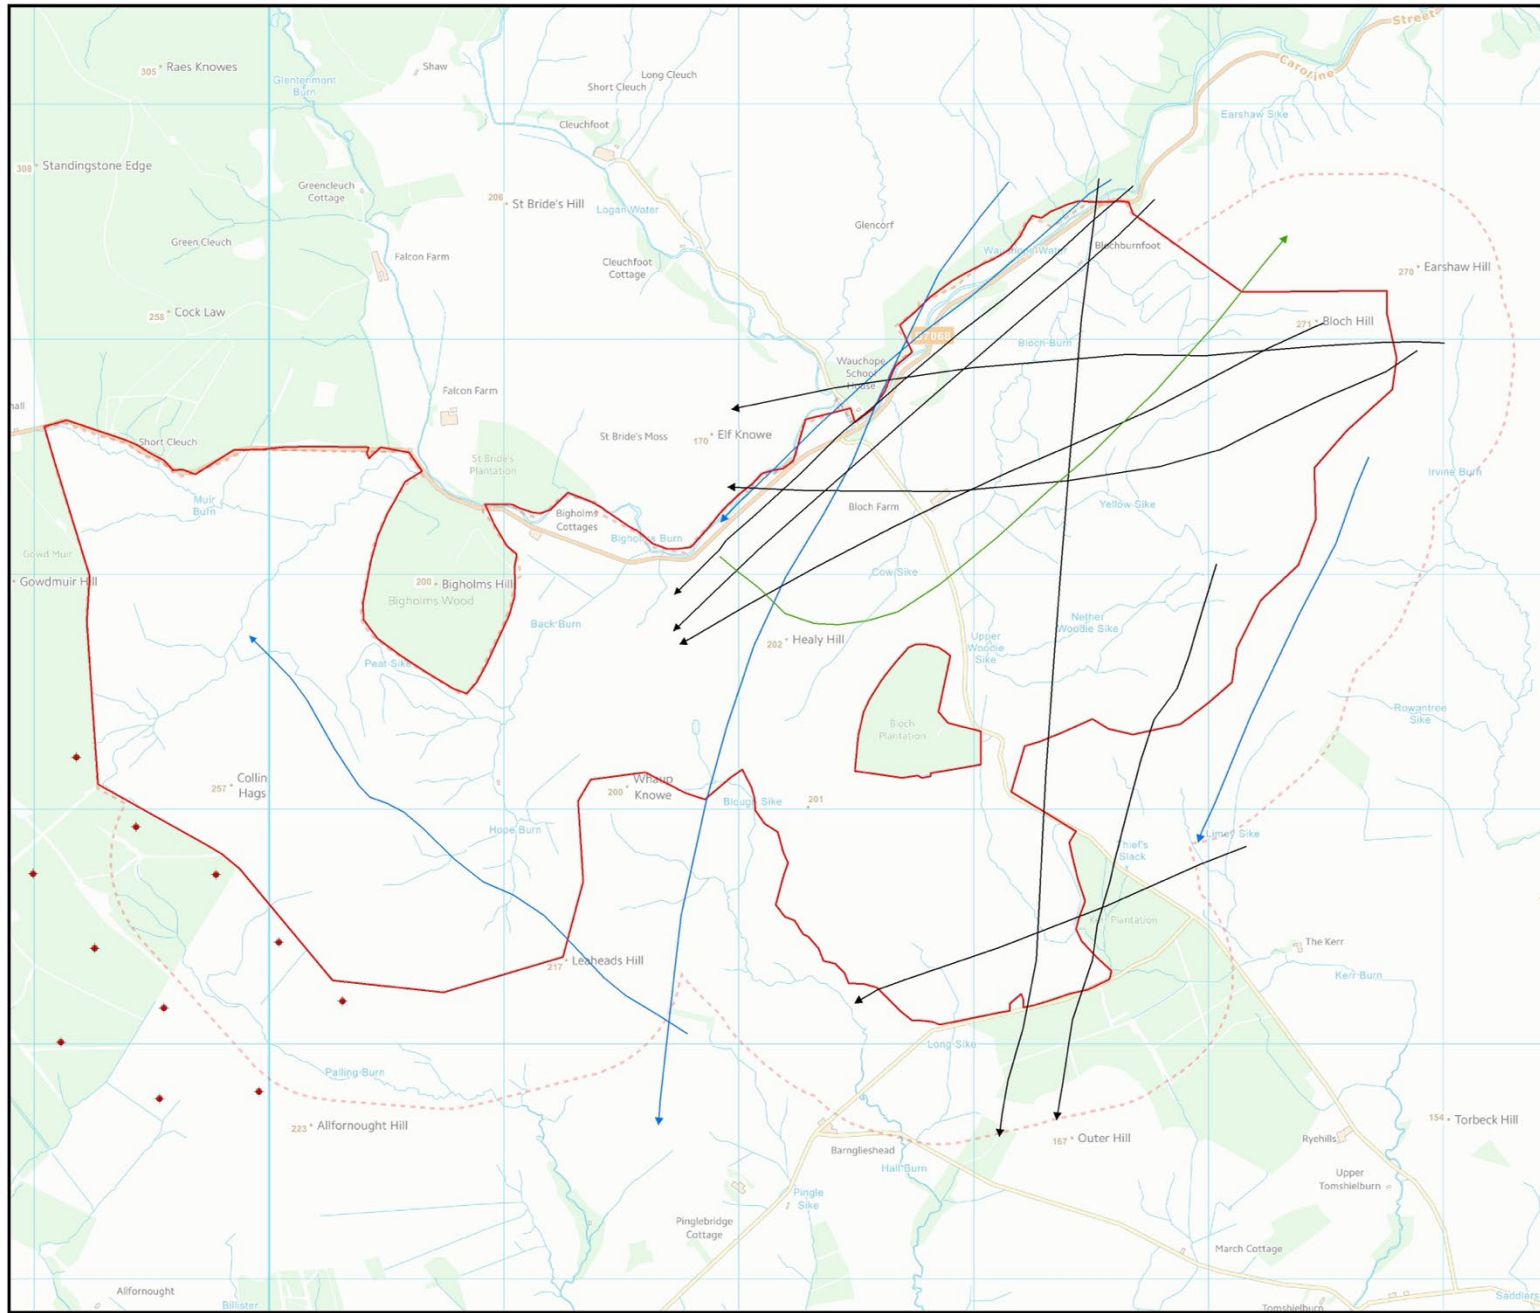 Street
Caroline
305
Raes Knowes
Glentenmont
Burn
Shaw
Long Cleuch
Short Cleuch
Cleuchfoot
Earshaw Sike
308
Standingstone Edge
Greencleuch
Cottage
206
St Bride's Hill
Logan Water
Glencorf
Green Cleuch
Falcon Farm
Cleuchfoot
Cottage
Wauchope Water
Blochburnfoot
270
Earshaw Hill
258
Cock Law
271
Bloch Hill
Bloch Burn
Wauchope
School
House
Falcon Farm
Short Cleuch
St Bride's Moss
170
Elf Knowe
St Bride's
Plantation
Irvine Burn
Muir
Burn
Bigholms
Cottages
Bloch Farm
Yellow Sike
Bigholms Burn
Gowd Muir
Gowdmuir Hill
200
Bigholms Hill
Bigholms Wood
Cow Sike
Back Burn
Nether
Woodie Sike
202
Healy Hill
Upper
Woodie
Sike
Peat Sike
Rowantree
Sike
Bloch
Plantation
Collin
Hags
257
Whaup
Knowe
200
Blough Sike
201
Hope Burn
Limey Sike
Thief's
Slack
Kerr Plantation
The Kerr
217
Leaheads Hill
Kerr Burn
Long Sike
Palling Burn
223
Allfornought Hill
154
Torbeck Hill
Barnglieshead
167
Outer Hill
Ryehills
Hall Burn
Upper
Tomshielburn
Pingle
Sike
Pinglebridge
Cottage
March Cottage
Allfornought
Billister
Tomshielburn